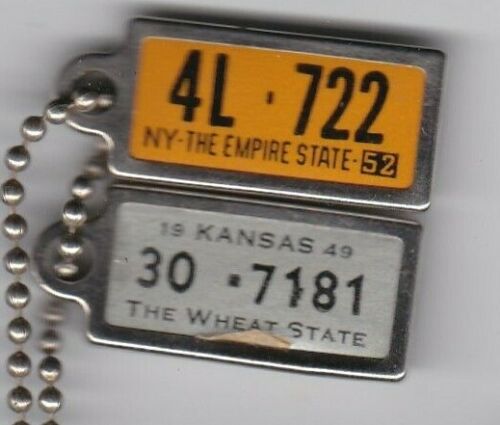 4L · 722
NY-THE EMPIRE STATE-52
19 KANSAS 49
30 · 7181
THE WHEAT STATE